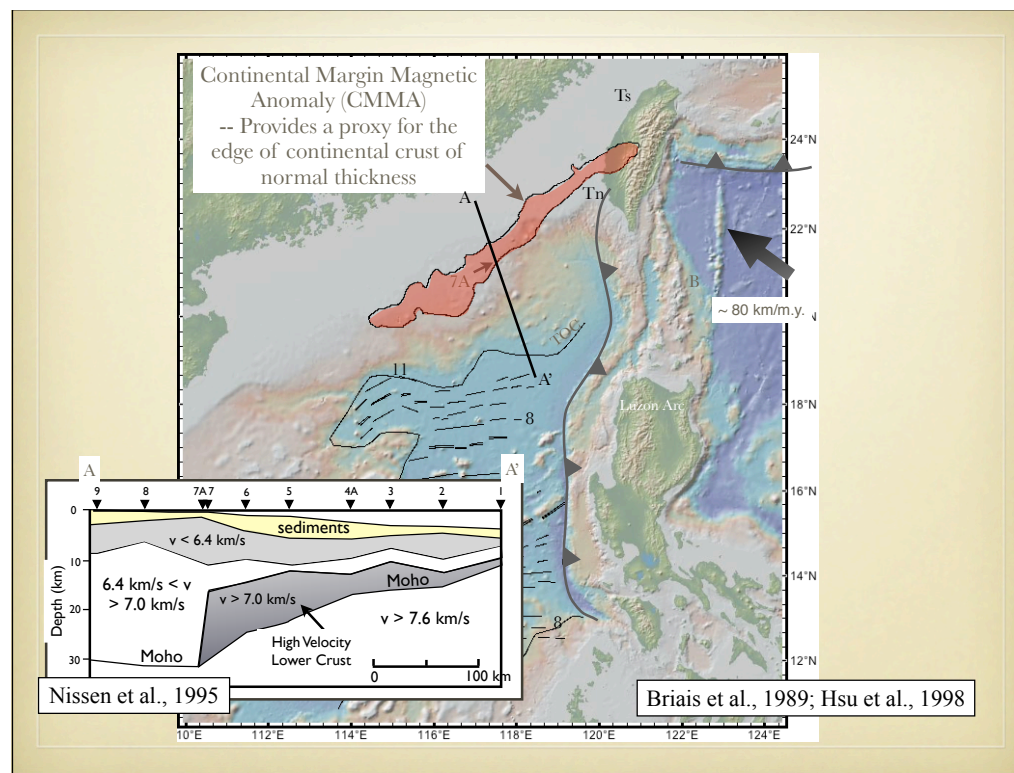 Continental Margin Magnetic
Anomaly (CMMA)
-- Provides a proxy for the
edge of continental crust of
normal thickness
Ts
24°N
A
Tn
22°N
7A
B
~ 80 km/m.y.
TOC
11
A'
8
18°N
Luzon Arc
16°N
14°N
8
12°N
A
A'
9
8
7A 7
6
5
4A
3
2
1
0
sediments
v < 6.4 km/s
10
6.4 km/s < v
> 7.0 km/s
v > 7.0 km/s
Moho
v > 7.6 km/s
20
Depth (km)
High Velocity
Lower Crust
30
Moho
0
100 km
Nissen et al., 1995
Briais et al., 1989; Hsu et al., 1998
10°E
112°E
114°E
116°E
118°E
120°E
122°E
124°E